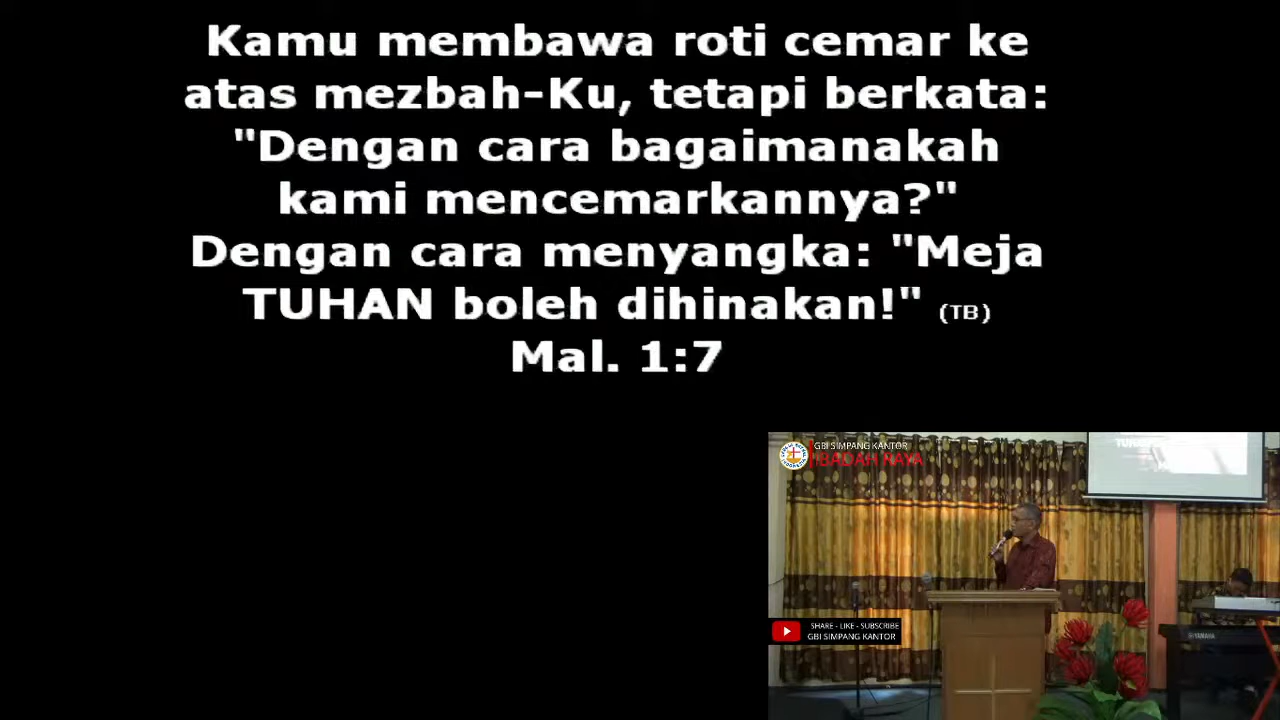 Kamu membawa roti cemar ke
atas mezbah-Ku, tetapi berkata:
"Dengan cara bagaimanakah
kami mencemarkannya?"
Dengan cara menyangka: "Meja
TUHAN boleh dihinakan!" (TB)
Mal. 1:7
GBI SIMPANG KANTOR
IBADAH RAYA
SHARE - LIKE - SUBSCRIBE
GBI SIMPANG KANTOR
YAMAHA